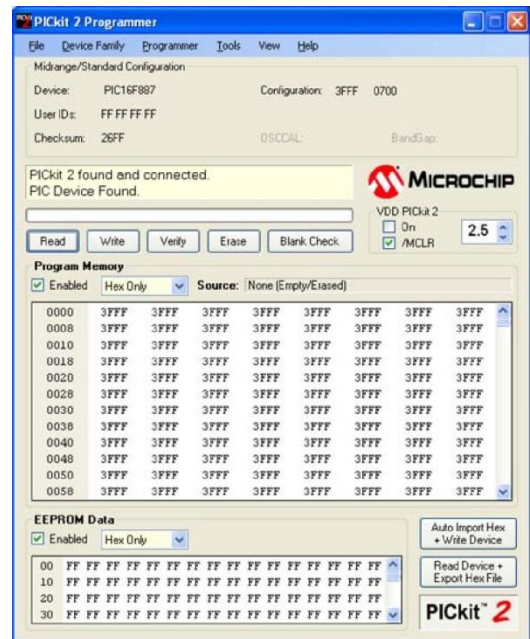 PICkit 2 Programmer
File Device Family Programmer Tools View Help
Midrange/Standard Configuration
Device: PIC16F887 Configuration: 3FFF 0700
User IDs: FF FF FF FF
Checksum: 26FF OSCCAL: BandGap:
PICkit 2 found and connected.
PIC Device Found.
MICROCHIP
VDD PICkit 2
On
/MCLR
2.5
Read Write Verify Erase Blank Check
Program Memory
Enabled Hex Only Source: None (Empty/Erased)
0000 3FFF 3FFF 3FFF 3FFF 3FFF 3FFF 3FFF 3FFF
0008 3FFF 3FFF 3FFF 3FFF 3FFF 3FFF 3FFF 3FFF
0010 3FFF 3FFF 3FFF 3FFF 3FFF 3FFF 3FFF 3FFF
0018 3FFF 3FFF 3FFF 3FFF 3FFF 3FFF 3FFF 3FFF
0020 3FFF 3FFF 3FFF 3FFF 3FFF 3FFF 3FFF 3FFF
0028 3FFF 3FFF 3FFF 3FFF 3FFF 3FFF 3FFF 3FFF
0030 3FFF 3FFF 3FFF 3FFF 3FFF 3FFF 3FFF 3FFF
0038 3FFF 3FFF 3FFF 3FFF 3FFF 3FFF 3FFF 3FFF
0040 3FFF 3FFF 3FFF 3FFF 3FFF 3FFF 3FFF 3FFF
0048 3FFF 3FFF 3FFF 3FFF 3FFF 3FFF 3FFF 3FFF
0050 3FFF 3FFF 3FFF 3FFF 3FFF 3FFF 3FFF 3FFF
0058 3FFF 3FFF 3FFF 3FFF 3FFF 3FFF 3FFF 3FFF
EEPROM Data
Enabled Hex Only
00 FF FF FF FF FF FF FF FF FF FF FF FF FF FF FF FF
10 FF FF FF FF FF FF FF FF FF FF FF FF FF FF FF FF
20 FF FF FF FF FF FF FF FF FF FF FF FF FF FF FF FF
30 FF FF FF FF FF FF FF FF FF FF FF FF FF FF FF FF
Auto Import Hex
+ Write Device
Read Device +
Export Hex File
PICkit™ 2